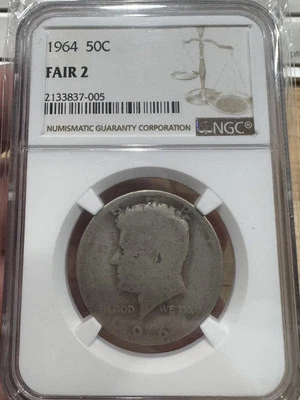 1964 50C
FAIR 2
2133837-005
NUMISMATIC GUARANTY CORPORATION
NGC
GOD WE